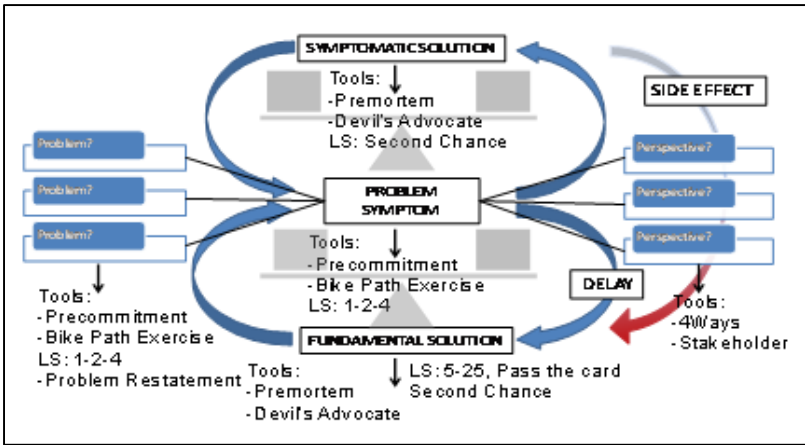 SYMPTOMATIC SOLUTION
Tools:
-Premortem
-Devil's Advocate
LS: Second Chance
SIDE EFFECT
Problem?
Problem?
Problem?
PROBLEM
SYMPTOM
Perspective?
Perspective?
Perspective?
Tools:
-Precommitment
-Bike Path Exercise
LS: 1-2-4
DELAY
Tools:
-Precommitment
-Bike Path Exercise
LS: 1-2-4
-Problem Restatement
Tools:
-4Ways
-Stakeholder
FUNDAMENTAL SOLUTION
Tools:
-Premortem
-Devil's Advocate
LS: 5-25, Pass the card
Second Chance